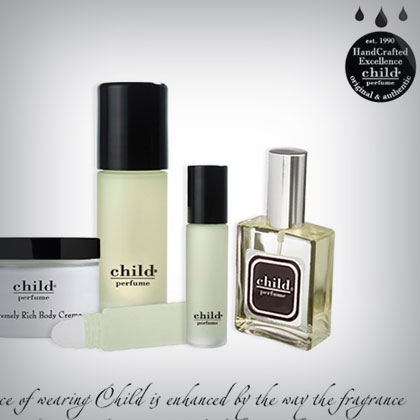 est. 1990
HandCrafted
Excellence
child
perfume
original & authentic
child
perfume
child
perfume
child
perfume
child
perfume
emely Rich Body Creme
ce of wearing Child is enhanced by the way the fragrance